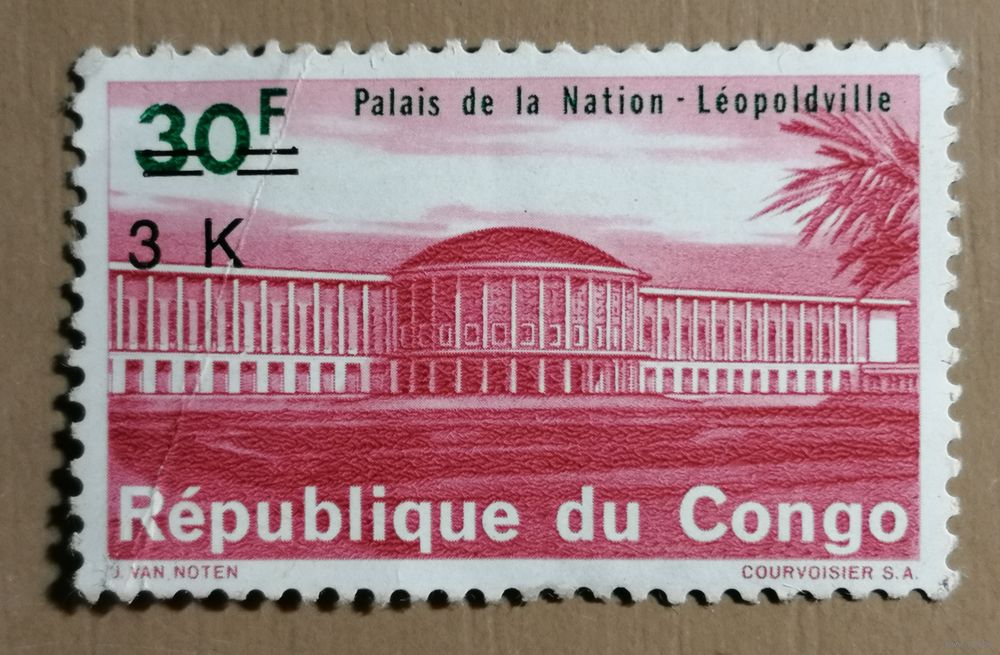 Palais de la Nation - Léopoldville
30F
3 K
République du Congo
J. VAN NOTEN
COURVOISIER S.A.